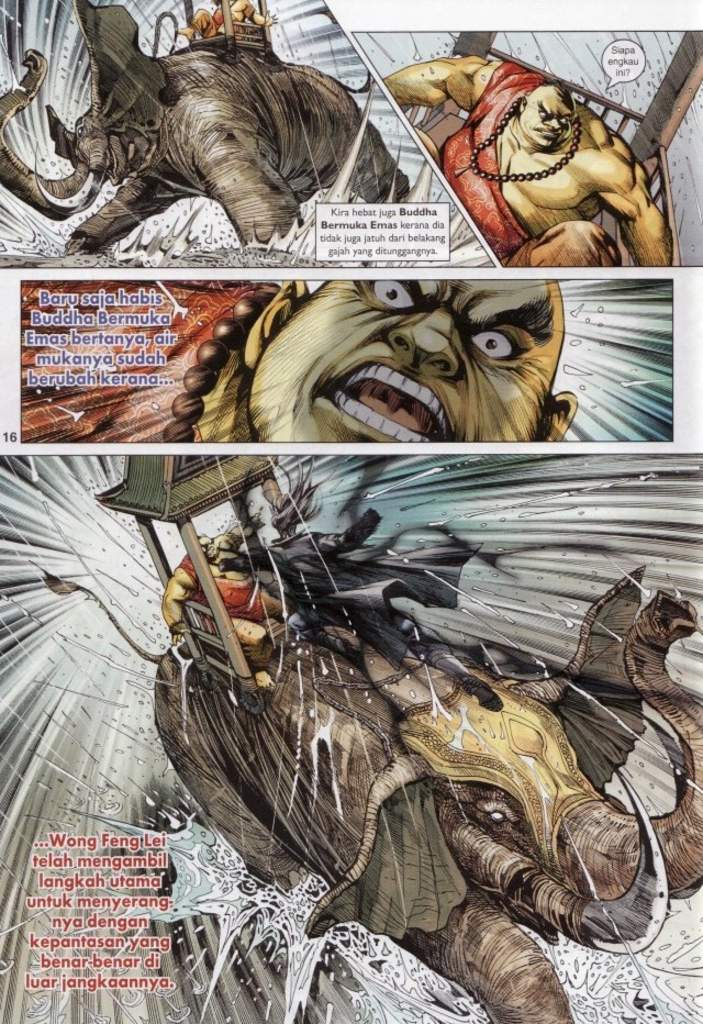 Siapa
engkau
ini?
Kira hebat juga Buddha
Bermuka Emas kerana dia
tidak juga jatuh dari belakang
gajah yang ditunggangnya.
Baru saja habis
Buddha Bermuka
Emas bertanya, air
mukanya sudah
berubah kerana...
16
...Wong Feng Lei
telah mengambil
langkah utama
untuk menyerang-
nya dengan
kepantasan yang
benar-benar di
luar jangkaannya.